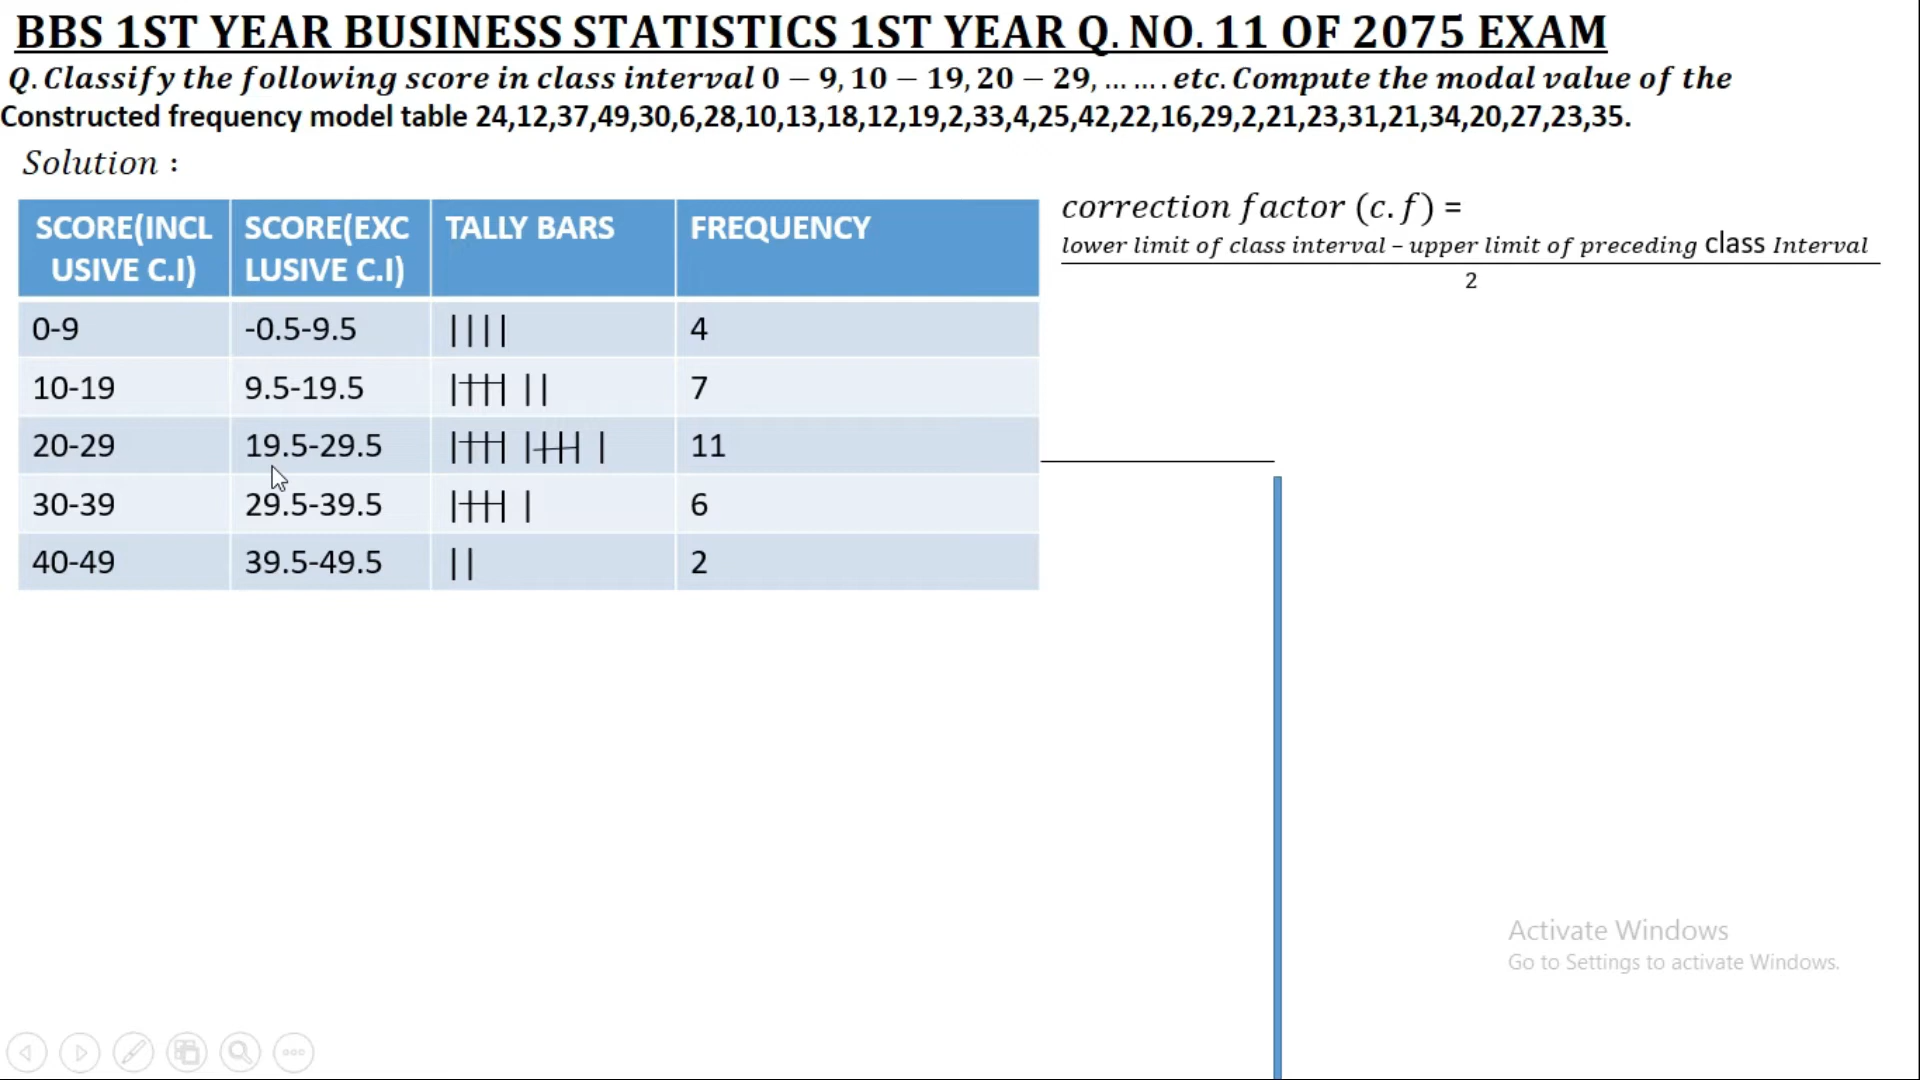 BBS 1ST YEAR BUSINESS STATISTICS 1ST YEAR Q. NO. 11 OF 2075 EXAM
Q. Classify the following score in class interval 0 − 9, 10 − 19, 20 − 29, ... .... etc. Compute the modal value of the
Constructed frequency model table 24,12,37,49,30,6,28,10,13,18,12,19,2,33,4,25,42,22,16,29,2,21,23,31,21,34,20,27,23,35.
Solution :
SCORE(INCL
USIVE C.I)
SCORE(EXC
LUSIVE C.I)
TALLY BARS
FREQUENCY
0-9
-0.5-9.5
||||
4
10-19
9.5-19.5
|||| ||
7
20-29
19.5-29.5
|||| |||| |
11
30-39
29.5-39.5
|||| |
6
40-49
39.5-49.5
||
2
correction factor (c. f) =
lower limit of class interval – upper limit of preceding class Interval
2
Activate Windows
Go to Settings to activate Windows.